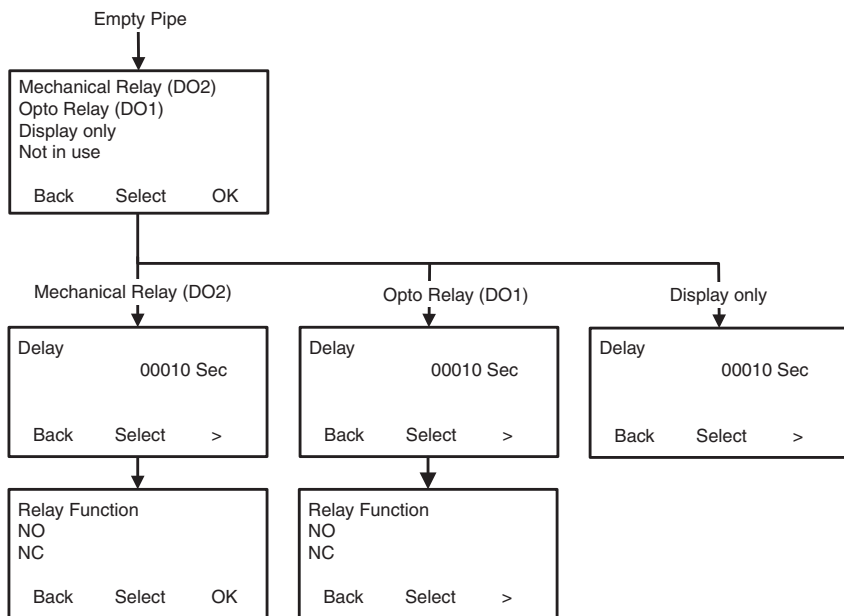 Empty Pipe
Mechanical Relay (DO2)
Opto Relay (DO1)
Display only
Not in use
Back Select OK
Mechanical Relay (DO2)
Opto Relay (DO1)
Display only
Delay
00010 Sec
Back Select >
Delay
00010 Sec
Back Select >
Delay
00010 Sec
Back Select >
Relay Function
NO
NC
Back Select OK
Relay Function
NO
NC
Back Select >